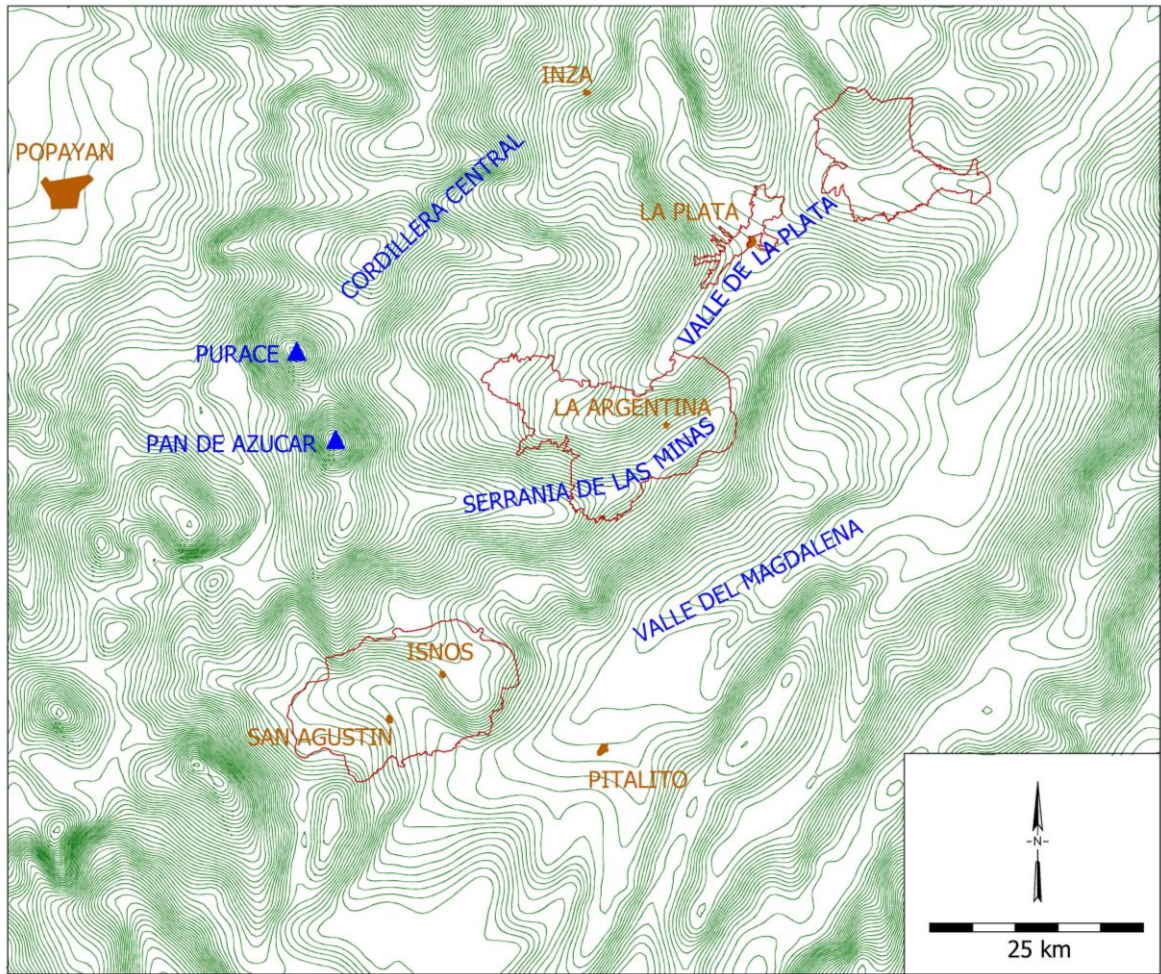 INZA
POPAYAN
CORDILLERA CENTRAL
LA PLATA
VALLE DE LA PLATA
PURACE
LA ARGENTINA
PAN DE AZUCAR
SERRANIA DE LAS MINAS
VALLE DEL MAGDALENA
ISNOS
SAN AGUSTIN
PITALITO
-N-
25 km